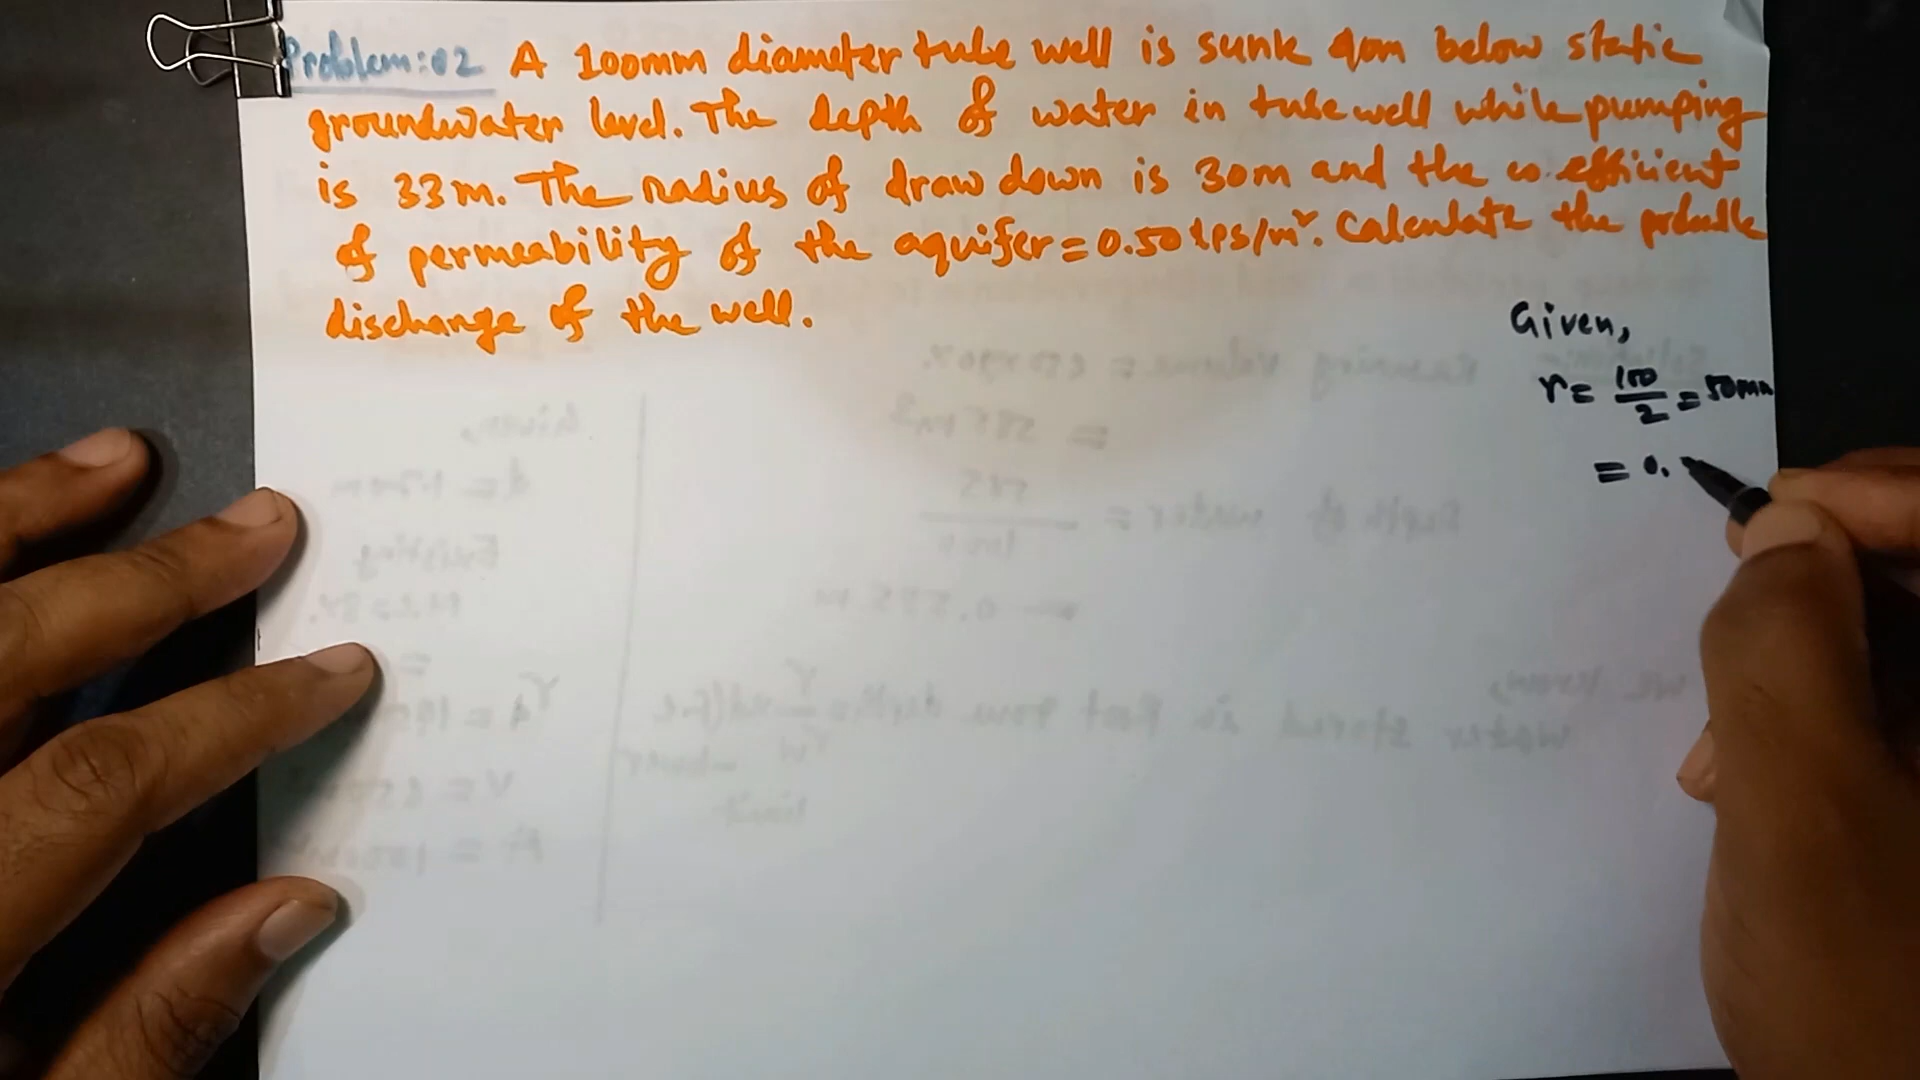 Problem:02 A 100mm diameter tube well is sunk 40m below static
groundwater level. The depth of water in tube well while pumping
is 33m. The radius of draw down is 30m and the co.efficient
of permeability of the aquifer = 0.50 lps/m². Calculate the
discharge of the well.
Given,
r = 100/2 = 50mm
= 0.